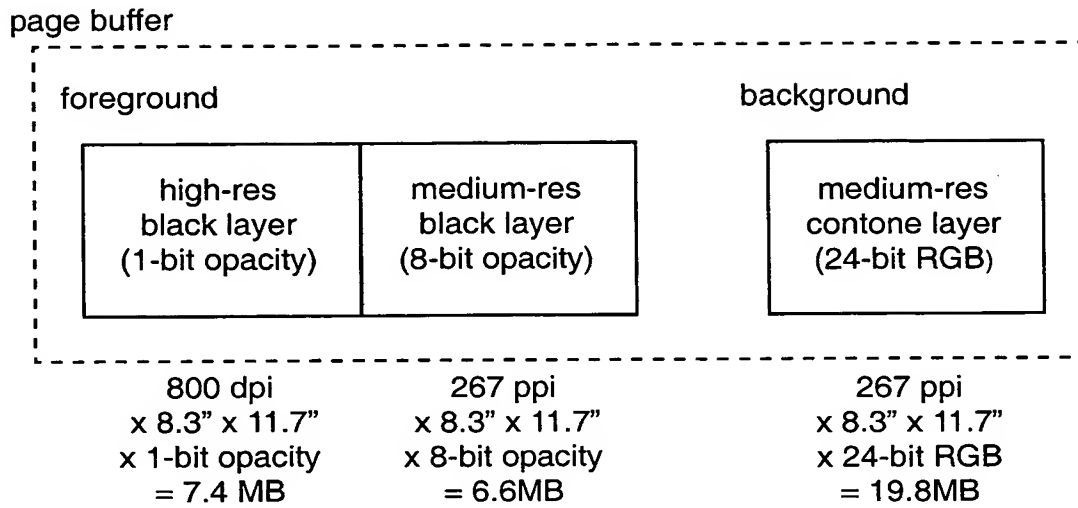 page buffer
foreground
high-res
black layer
(1-bit opacity)
medium-res
black layer
(8-bit opacity)
background
medium-res
contone layer
(24-bit RGB)
800 dpi
x 8.3” x 11.7”
x 1-bit opacity
= 7.4 MB
267 ppi
x 8.3” x 11.7”
x 8-bit opacity
= 6.6MB
267 ppi
x 8.3” x 11.7”
x 24-bit RGB
= 19.8MB